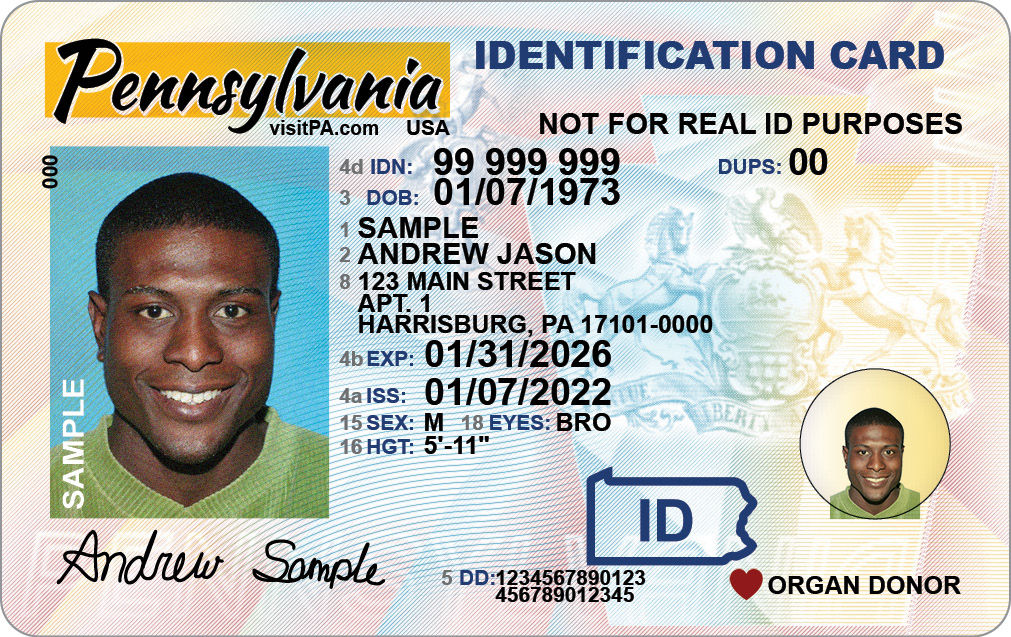 Pennsylvania
visitPA.com USA
IDENTIFICATION CARD
NOT FOR REAL ID PURPOSES
000
SAMPLE
4d IDN: 99 999 999 DUPS: 00
3 DOB: 01/07/1973
1 SAMPLE
2 ANDREW JASON
8 123 MAIN STREET
APT. 1
HARRISBURG, PA 17101-0000
4b EXP: 01/31/2026
4a ISS: 01/07/2022
15 SEX: M 18 EYES: BRO
16 HGT: 5'-11"
LIBERTY
ID
Andrew Sample
5 DD:1234567890123
456789012345
ORGAN DONOR